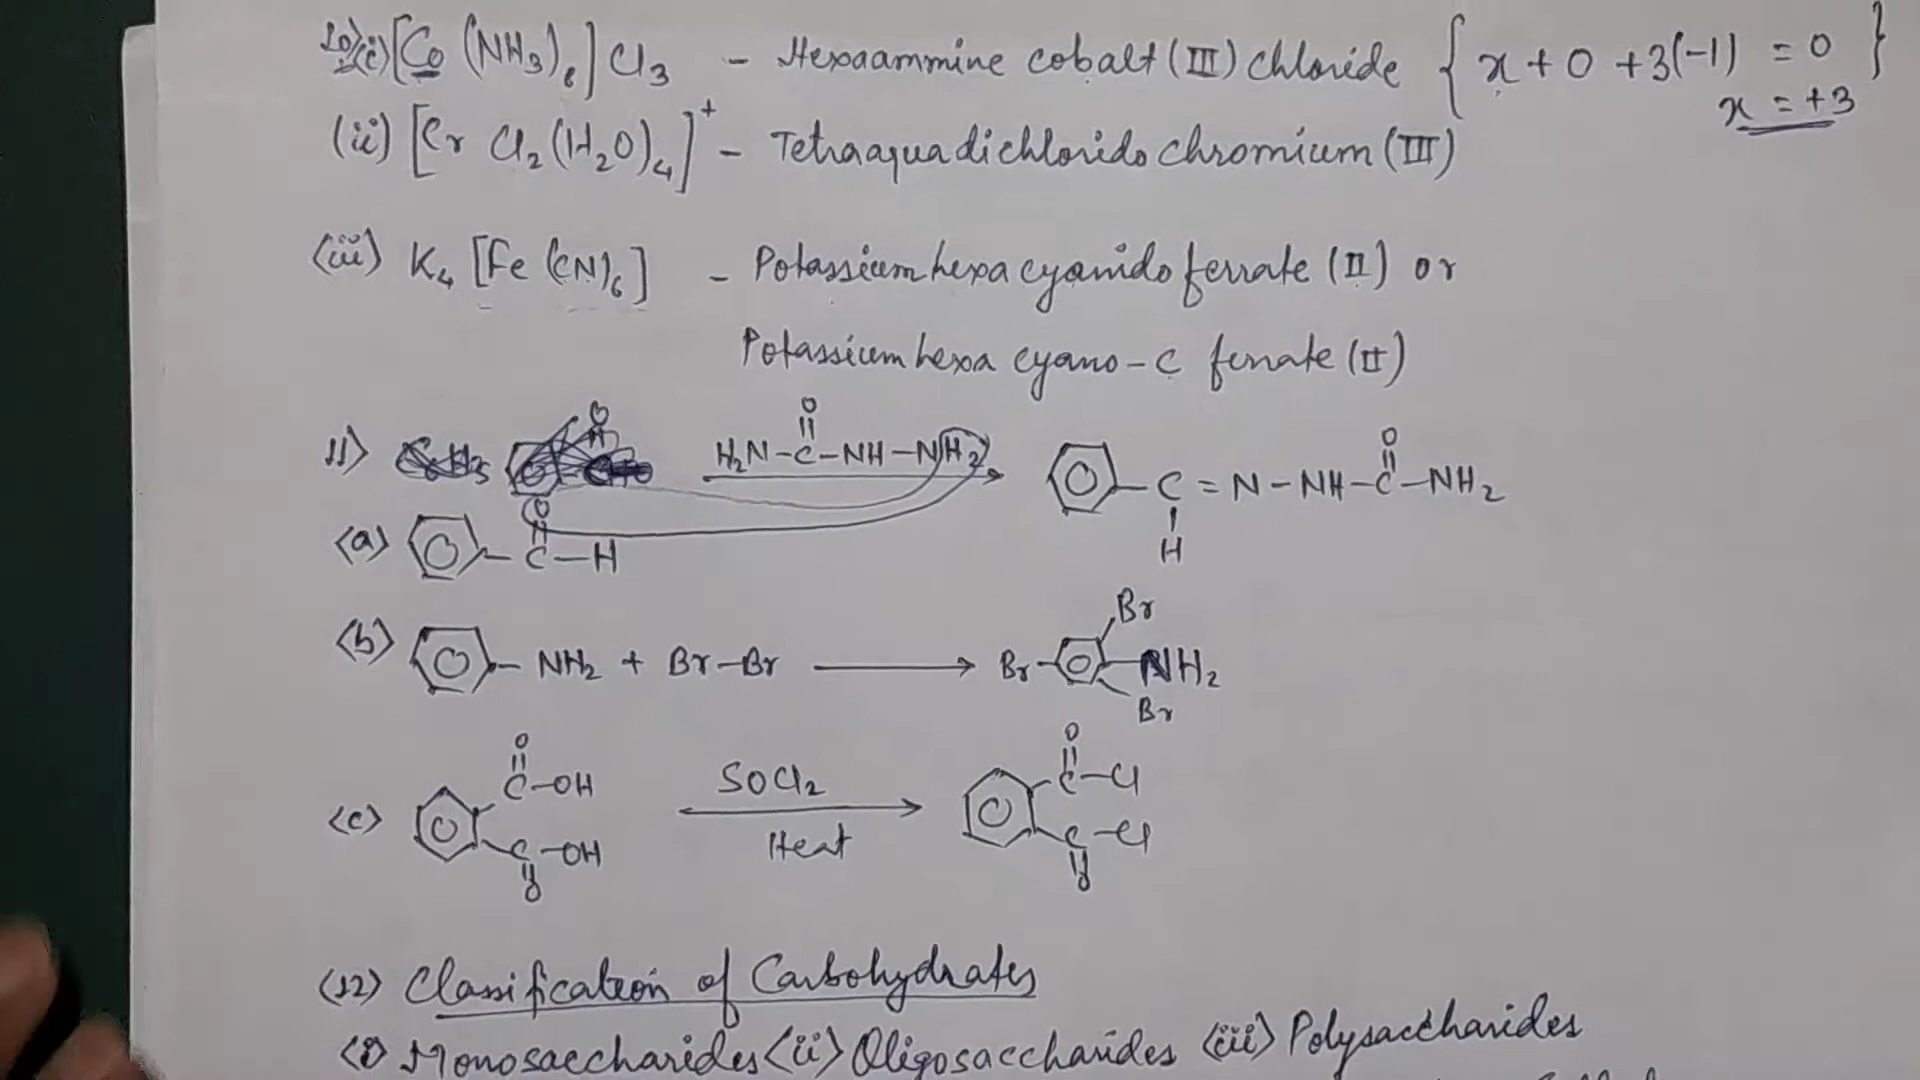 10>(i) [Co (NH3)6] Cl3 - Hexaammine cobalt (III) chloride { x + 0 + 3(-1) = 0 }
x = +3
(ii) [Cr Cl2 (H2O)4]+ - Tetraaquadichlorido chromium (III)
(iii) K4 [Fe (CN)6] - Potassium hexa cyanido ferrate (II) or
Potassium hexa cyano-C ferrate (II)
11> H2N-C-NH-NH2 C=N-NH-C-NH2
O O
H
(a) O
C-H
(b) NH2 + Br-Br Br NH2
Br
Br
(c) O
C-OH SOCl2 O
C-Cl
C-OH Heat C-Cl
O O
(12) Classification of Carbohydrates
(i) Monosaccharides (ii) Oligosaccharides (iii) Polysaccharides